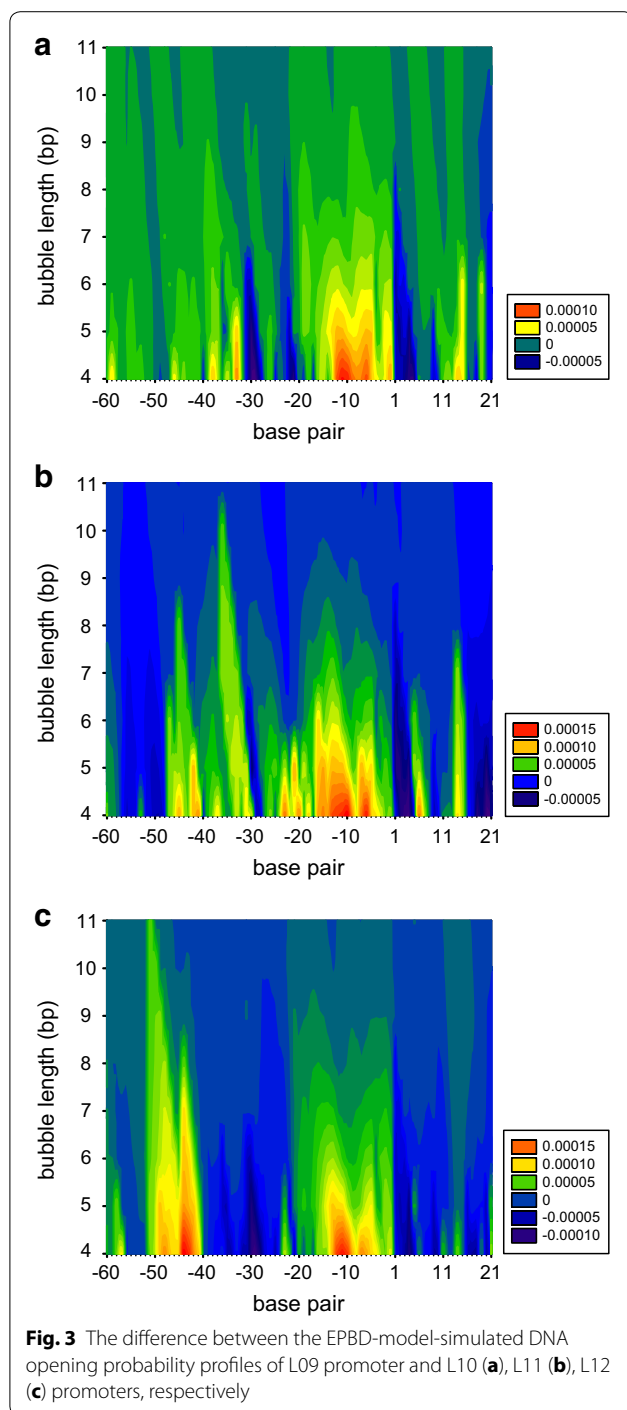 a
11
10
9
8
7
6
5
4
bubble length (bp)
-60 -50 -40 -30 -20 -10 1 11 21
base pair
0.00010
0.00005
0
-0.00005
b
11
10
9
8
7
6
5
4
bubble length (bp)
-60 -50 -40 -30 -20 -10 1 11 21
base pair
0.00015
0.00010
0.00005
0
-0.00005
c
11
10
9
8
7
6
5
4
bubble length (bp)
-60 -50 -40 -30 -20 -10 1 11 21
base pair
0.00015
0.00010
0.00005
0
-0.00005
-0.00010
Fig. 3 The difference between the EPBD-model-simulated DNA
opening probability profiles of L09 promoter and L10 (a), L11 (b), L12
(c) promoters, respectively